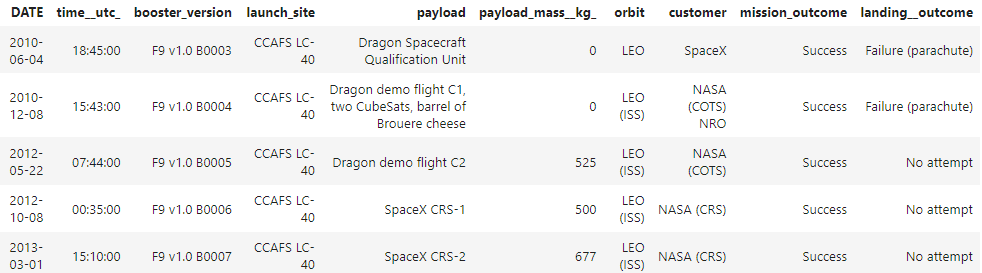 DATE time__utc_ booster_version launch_site payload payload_mass__kg_ orbit customer mission_outcome landing__outcome
2010-
06-04
18:45:00
F9 v1.0 B0003
CCAFS LC-
40
Dragon Spacecraft
Qualification Unit
0
LEO
SpaceX
Success
Failure (parachute)
2010-
12-08
15:43:00
F9 v1.0 B0004
CCAFS LC-
40
Dragon demo flight C1,
two CubeSats, barrel of
Brouere cheese
0
LEO
(ISS)
NASA
(COTS)
NRO
Success
Failure (parachute)
2012-
05-22
07:44:00
F9 v1.0 B0005
CCAFS LC-
40
Dragon demo flight C2
525
LEO
(ISS)
NASA
(COTS)
Success
No attempt
2012-
10-08
00:35:00
F9 v1.0 B0006
CCAFS LC-
40
SpaceX CRS-1
500
LEO
(ISS)
NASA (CRS)
Success
No attempt
2013-
03-01
15:10:00
F9 v1.0 B0007
CCAFS LC-
40
SpaceX CRS-2
677
LEO
(ISS)
NASA (CRS)
Success
No attempt